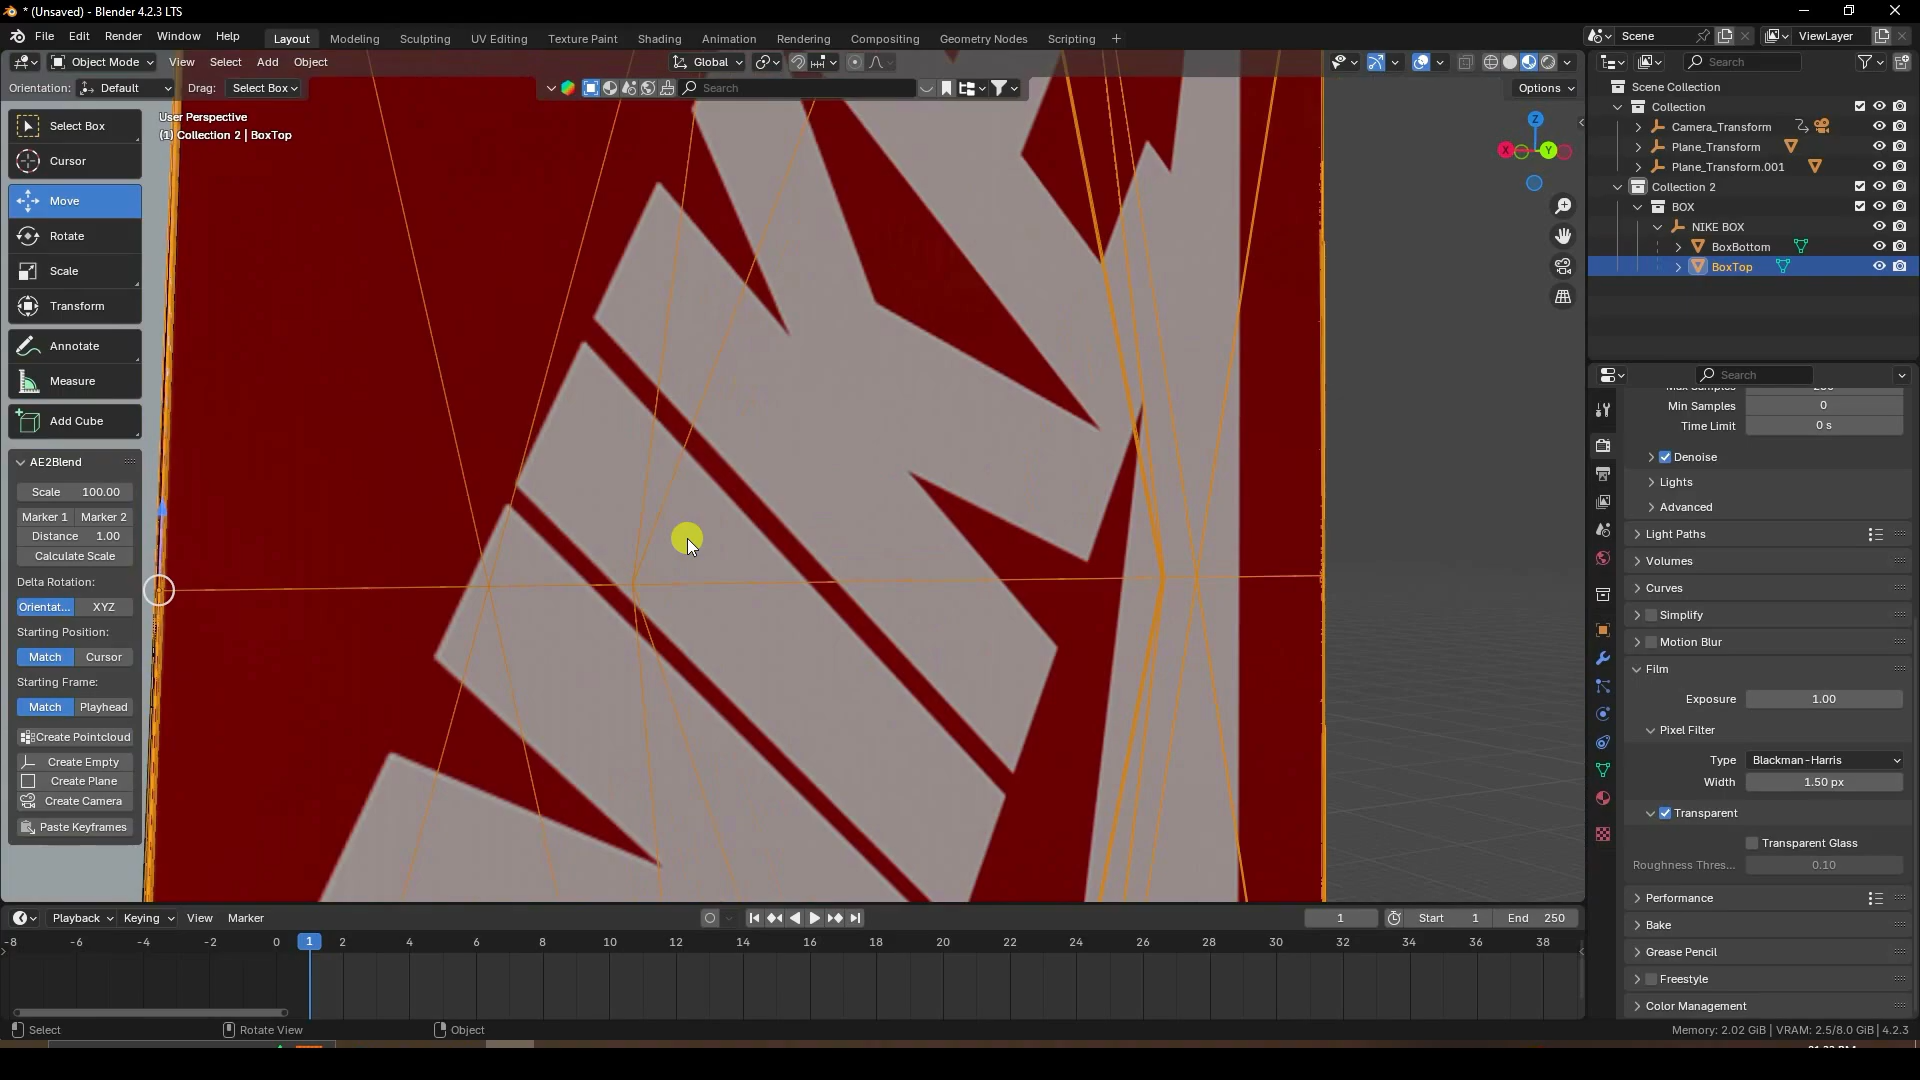 * (Unsaved) - Blender 4.2.3 LTS
File Edit Render Window Help Layout Modeling Sculpting UV Editing Texture Paint Shading Animation Rendering Compositing Geometry Nodes Scripting + Scene ViewLayer
Object Mode View Select Add Object Global Search
Orientation: Default Drag: Select Box Search Options
User Perspective
(1) Collection 2 | BoxTop
Select Box
Cursor
Move
Rotate
Scale
Transform
Annotate
Measure
Add Cube
AE2Blend
Scale 100.00
Marker 1 Marker 2
Distance 1.00
Calculate Scale
Delta Rotation:
Orientat... XYZ
Starting Position:
Match Cursor
Starting Frame:
Match Playhead
Create Pointcloud
Create Empty
Create Plane
Create Camera
Paste Keyframes
Z
X Y
Scene Collection
Collection
Camera_Transform
Plane_Transform
Plane_Transform.001
Collection 2
BOX
NIKE BOX
BoxBottom
BoxTop
Search
Min Samples 0
Time Limit 0 s
Denoise
Lights
Advanced
Light Paths
Volumes
Curves
Simplify
Motion Blur
Film
Exposure 1.00
Pixel Filter
Type Blackman-Harris
Width 1.50 px
Transparent
Transparent Glass
Roughness Thres... 0.10
Performance
Bake
Grease Pencil
Freestyle
Color Management
Playback Keying View Marker 1 Start 1 End 250
-8 -6 -4 -2 0 1 2 4 6 8 10 12 14 16 18 20 22 24 26 28 30 32 34 36 38
Select Rotate View Object Memory: 2.02 GiB | VRAM: 2.5/8.0 GiB | 4.2.3